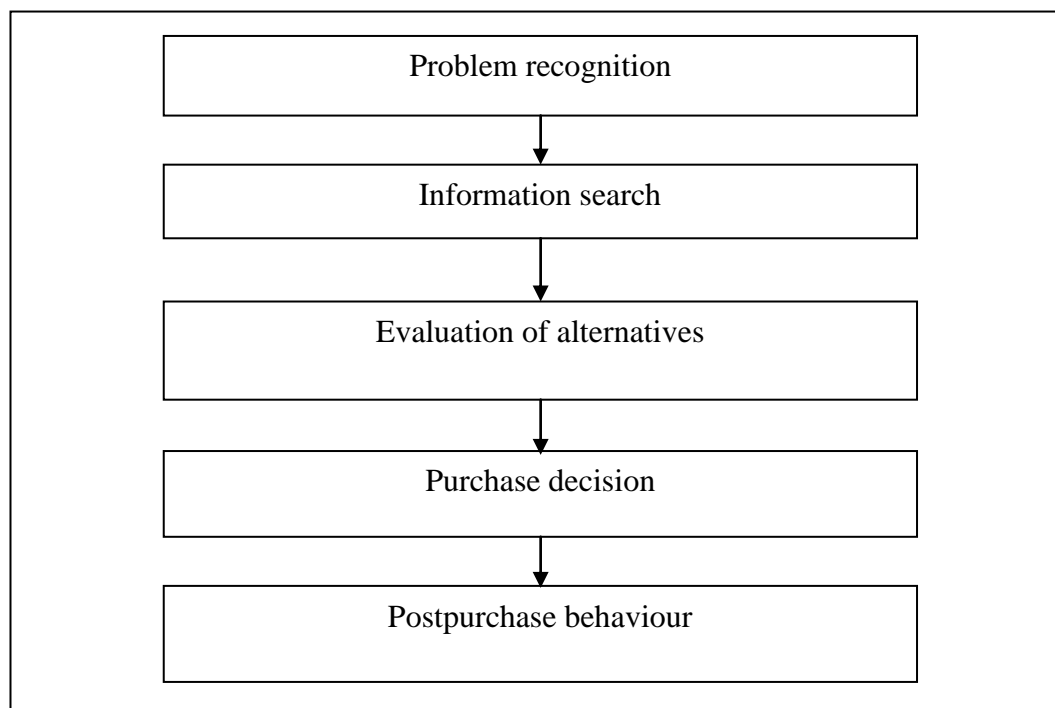 Problem recognition
Information search
Evaluation of alternatives
Purchase decision
Postpurchase behaviour